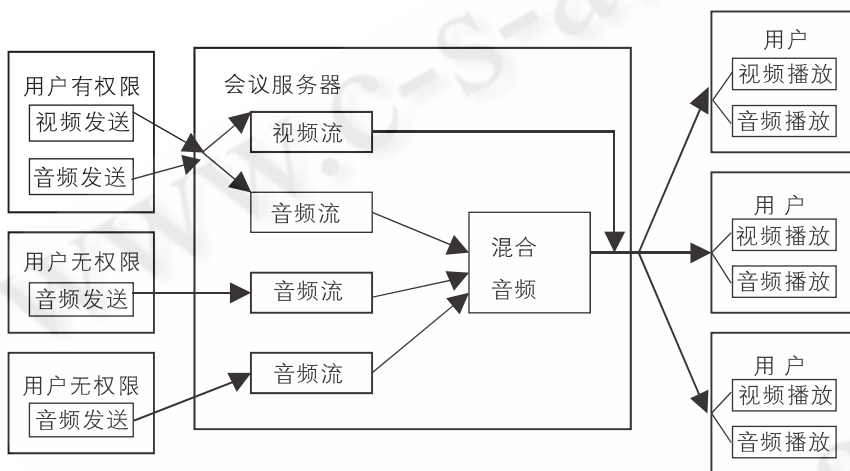 用户有权限
视频发送
音频发送
用户无权限
音频发送
用户无权限
音频发送
会议服务器
视频流
音频流
音频流
音频流
混合
音频
用户
视频播放
音频播放
用 户
视频播放
音频播放
用 户
视频播放
音频播放
www.c-s-a